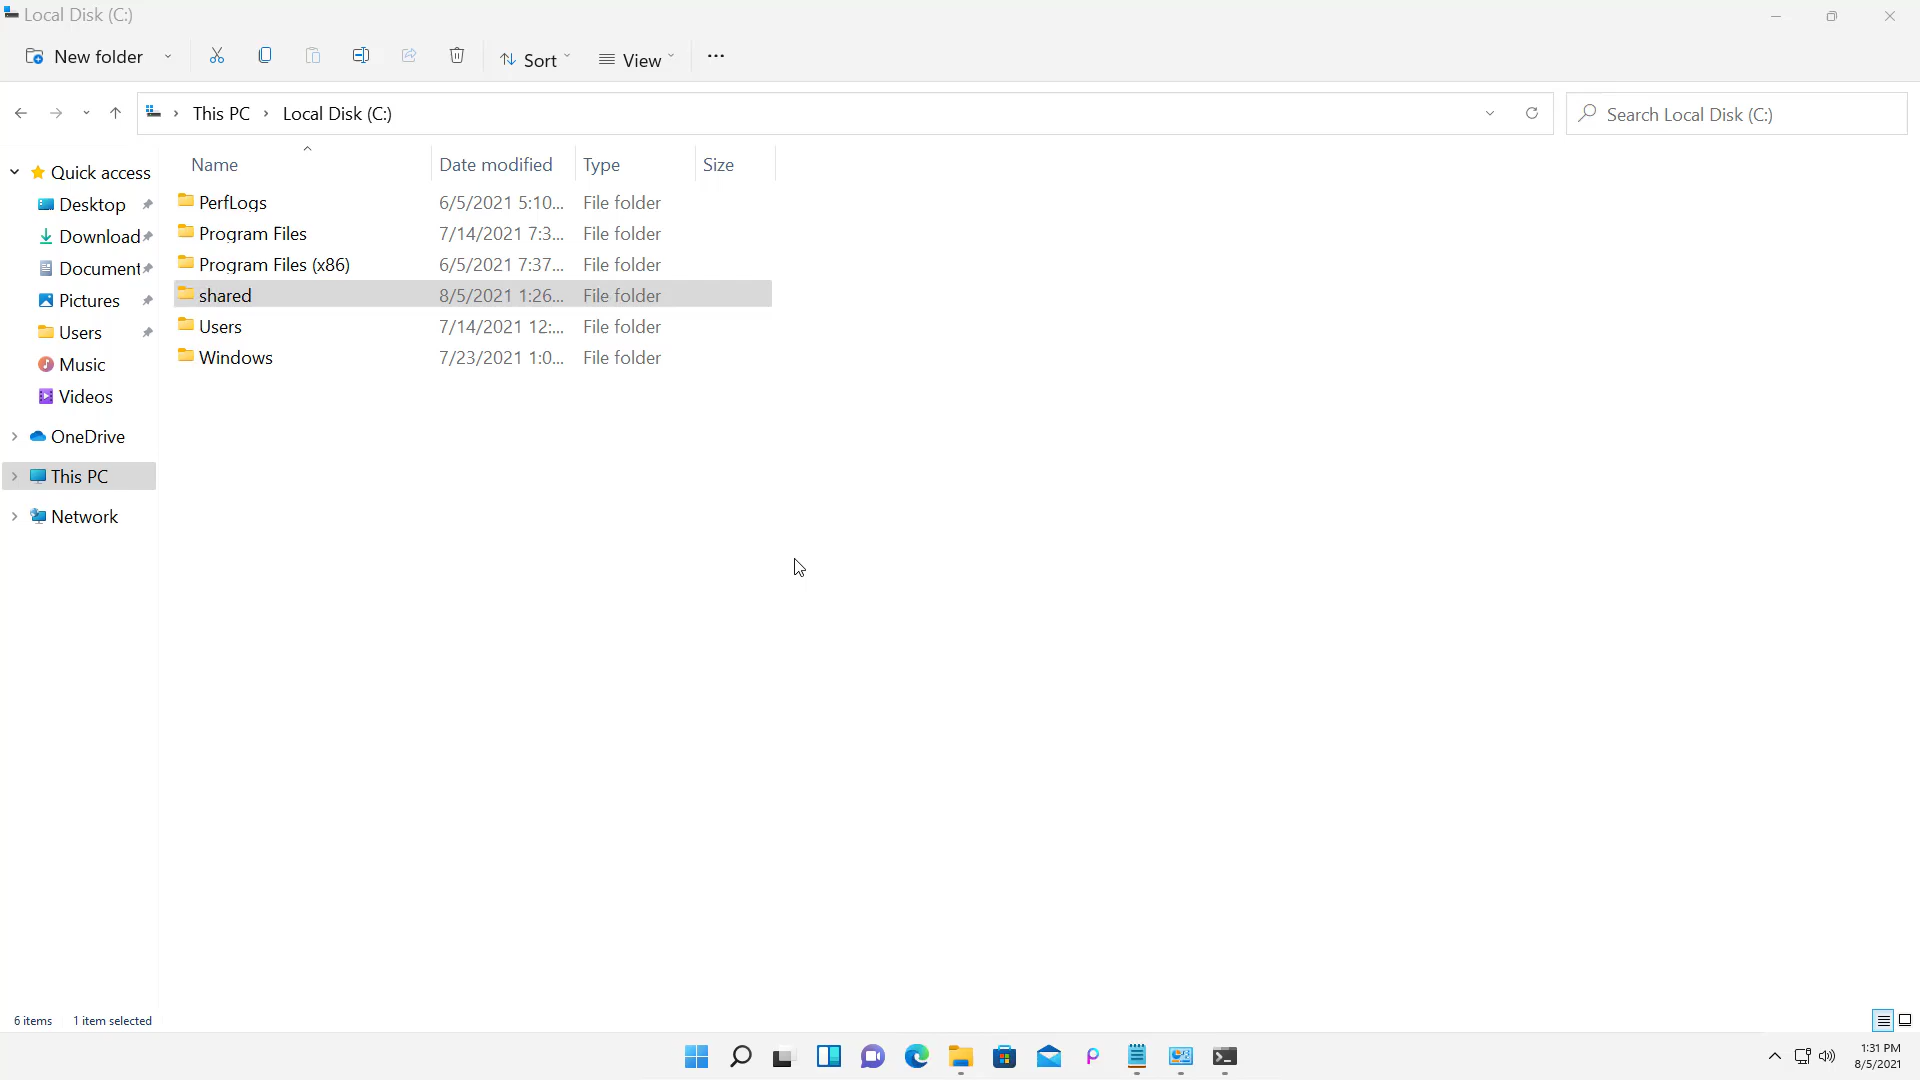 Local Disk (C:)
New folder
Sort
View
This PC
Local Disk (C:)
Search Local Disk (C:)
Name
Date modified
Type
Size
PerfLogs
6/5/2021 5:10...
File folder
Program Files
7/14/2021 7:3...
File folder
Program Files (x86)
6/5/2021 7:37...
File folder
shared
8/5/2021 1:26...
File folder
Users
7/14/2021 12:...
File folder
Windows
7/23/2021 1:0...
File folder
Quick access
Desktop
Download
Document
Pictures
Users
Music
Videos
OneDrive
This PC
Network
6 items
1 item selected
1:31 PM
8/5/2021